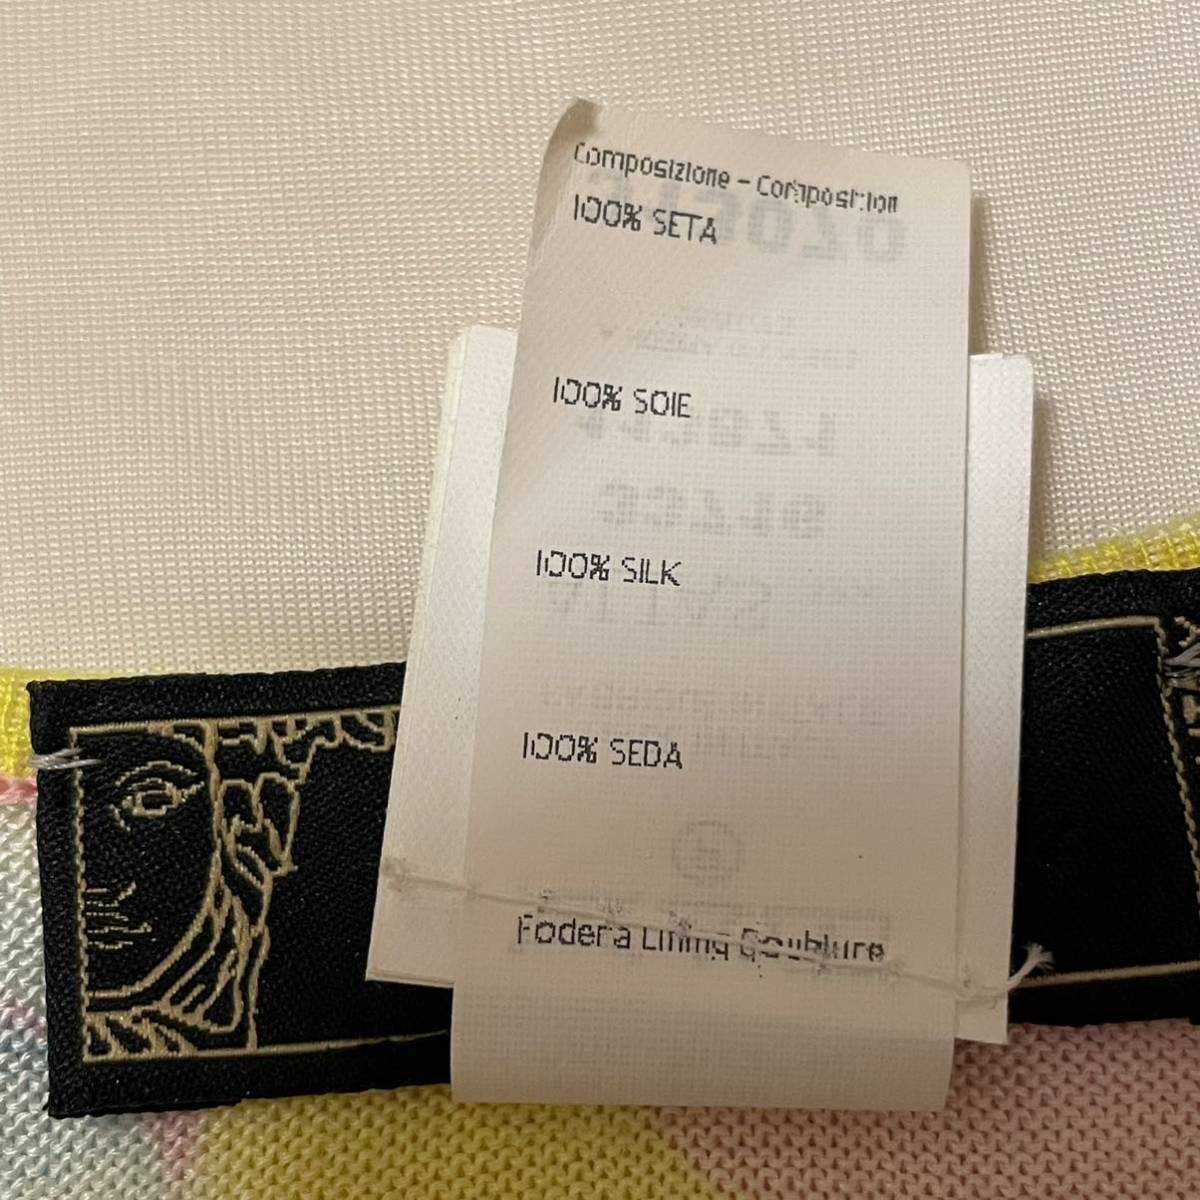 Composizione - Composition
100% SETA
100% SOIE
100% SILK
100% SEDA
Fodera Lining Doublure